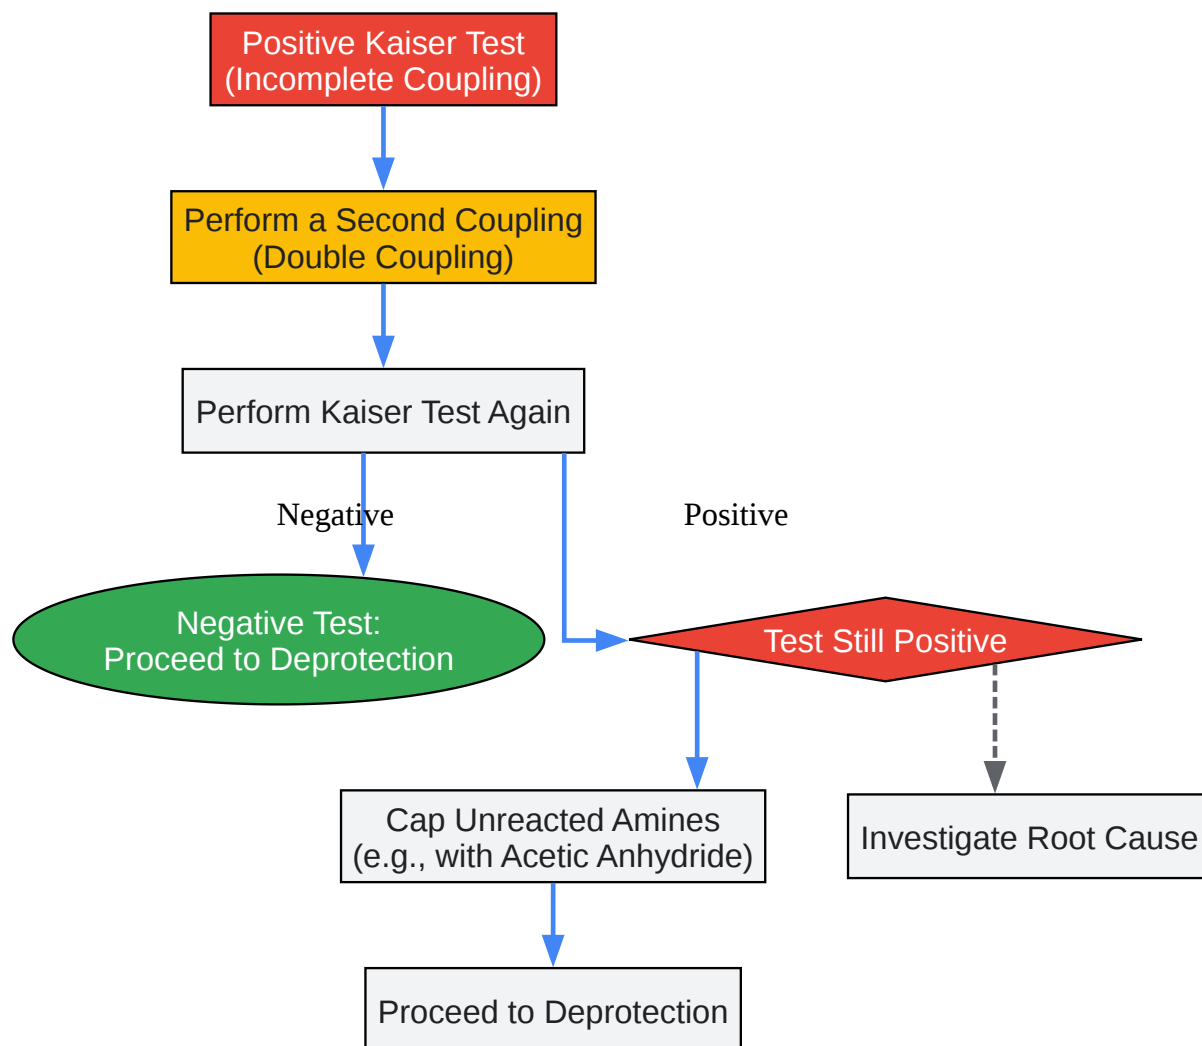 Positive Kaiser Test
(Incomplete Coupling)
Perform a Second Coupling
(Double Coupling)
Perform Kaiser Test Again
Negative
Positive
Negative Test:
Proceed to Deprotection
Test Still Positive
Cap Unreacted Amines
(e.g., with Acetic Anhydride)
Investigate Root Cause
Proceed to Deprotection